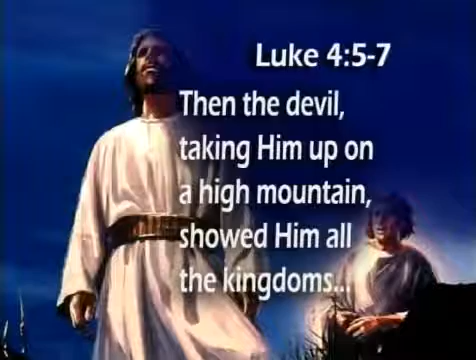 Luke 4:5-7
Then the devil,
taking Him up on
a high mountain,
showed Him all
the kingdoms...